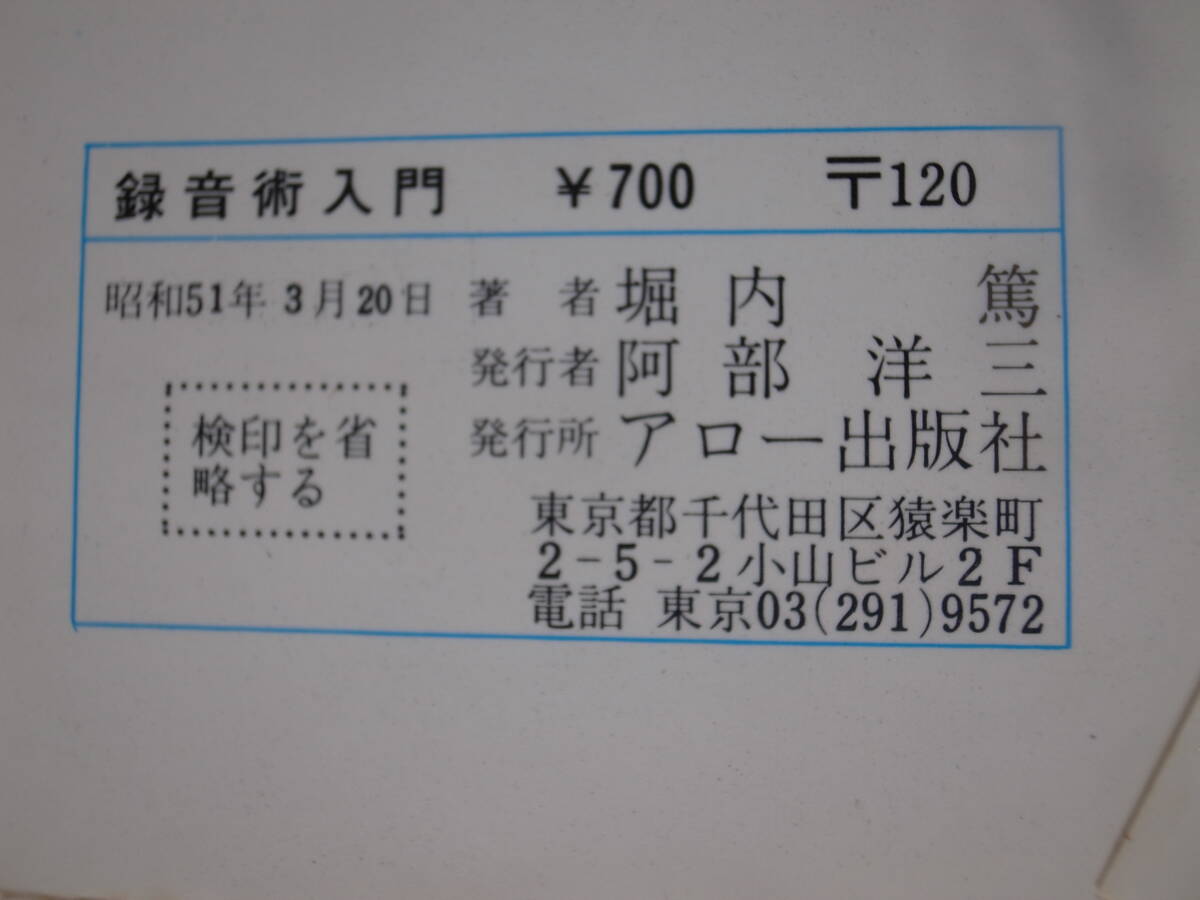 録音術入門 ¥700 〒120
昭和51年 3月20日
検印を省
略する
著者 堀内篤
発行者 阿部洋三
発行所 アロー出版社
東京都千代田区猿楽町
2-5-2小山ビル2F
電話 東京03(291)9572